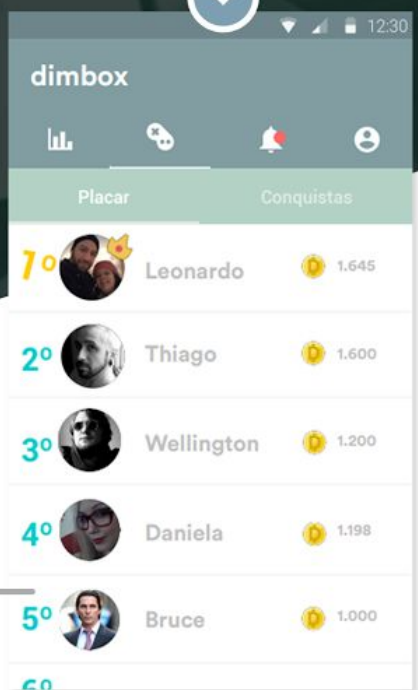 12:30
dimbox
Placar Conquistas
1º Leonardo 1.645
2º Thiago 1.600
3º Wellington 1.200
4º Daniela 1.198
5º Bruce 1.000
6º